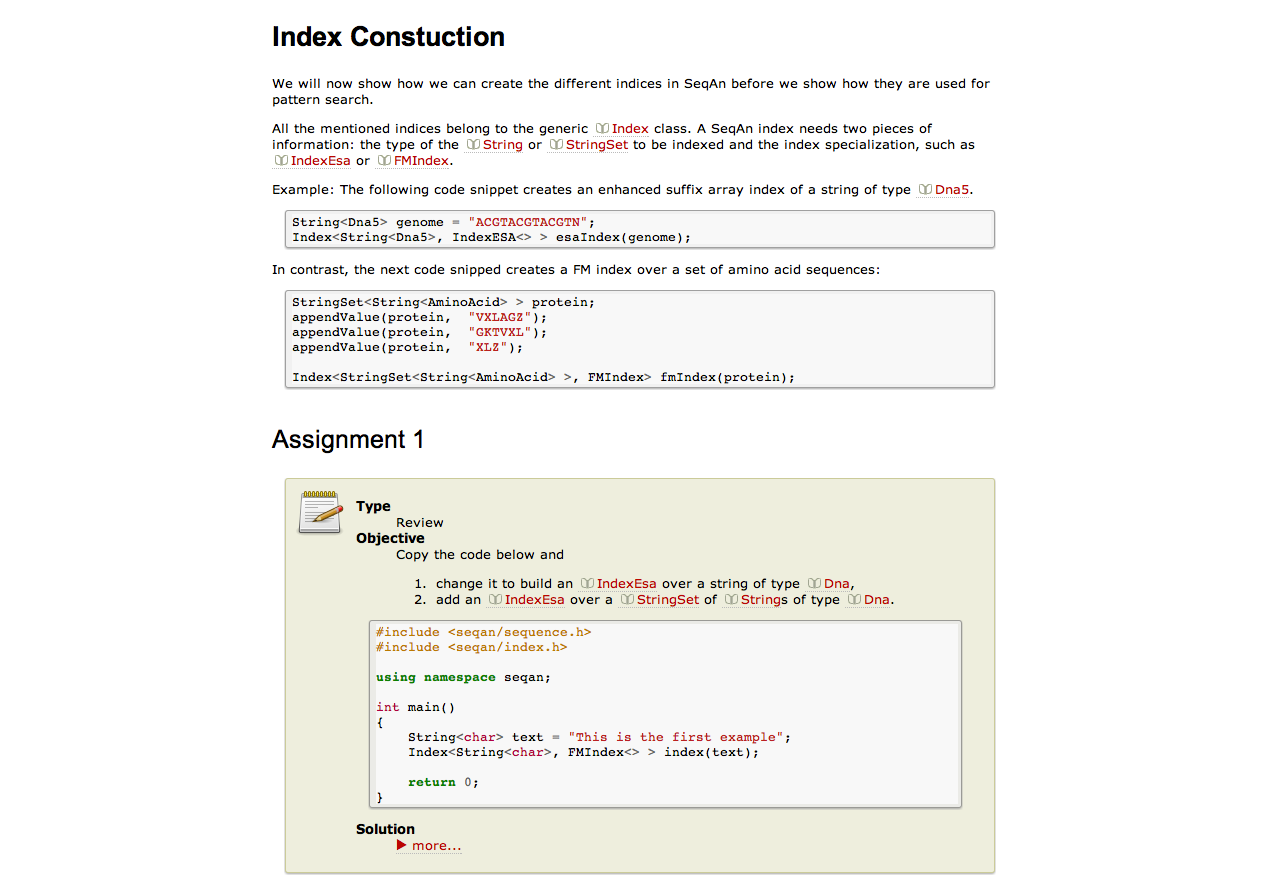 Index Constuction
We will now show how we can create the different indices in SeqAn before we show how they are used for
pattern search.
All the mentioned indices belong to the generic Index class. A SeqAn index needs two pieces of
information: the type of the String or StringSet to be indexed and the index specialization, such as
IndexEsa or FMIndex.
Example: The following code snippet creates an enhanced suffix array index of a string of type Dna5.
String<Dna5> genome = "ACGTACGTACGTN";
Index<String<Dna5>, IndexESA<> > esaIndex(genome);
In contrast, the next code snipped creates a FM index over a set of amino acid sequences:
StringSet<String<AminoAcid> > protein;
appendValue(protein,  "VXLAGZ");
appendValue(protein,  "GKTVXL");
appendValue(protein,  "XLZ");
Index<StringSet<String<AminoAcid> >, FMIndex> fmIndex(protein);
Assignment 1
Type
Review
Objective
Copy the code below and
1. change it to build an IndexEsa over a string of type Dna,
2. add an IndexEsa over a StringSet of Strings of type Dna.
#include <seqan/sequence.h>
#include <seqan/index.h>
using namespace seqan;
int main()
{
    String<char> text = "This is the first example";
    Index<String<char>, FMIndex<> > index(text);
    return 0;
}
Solution
more...